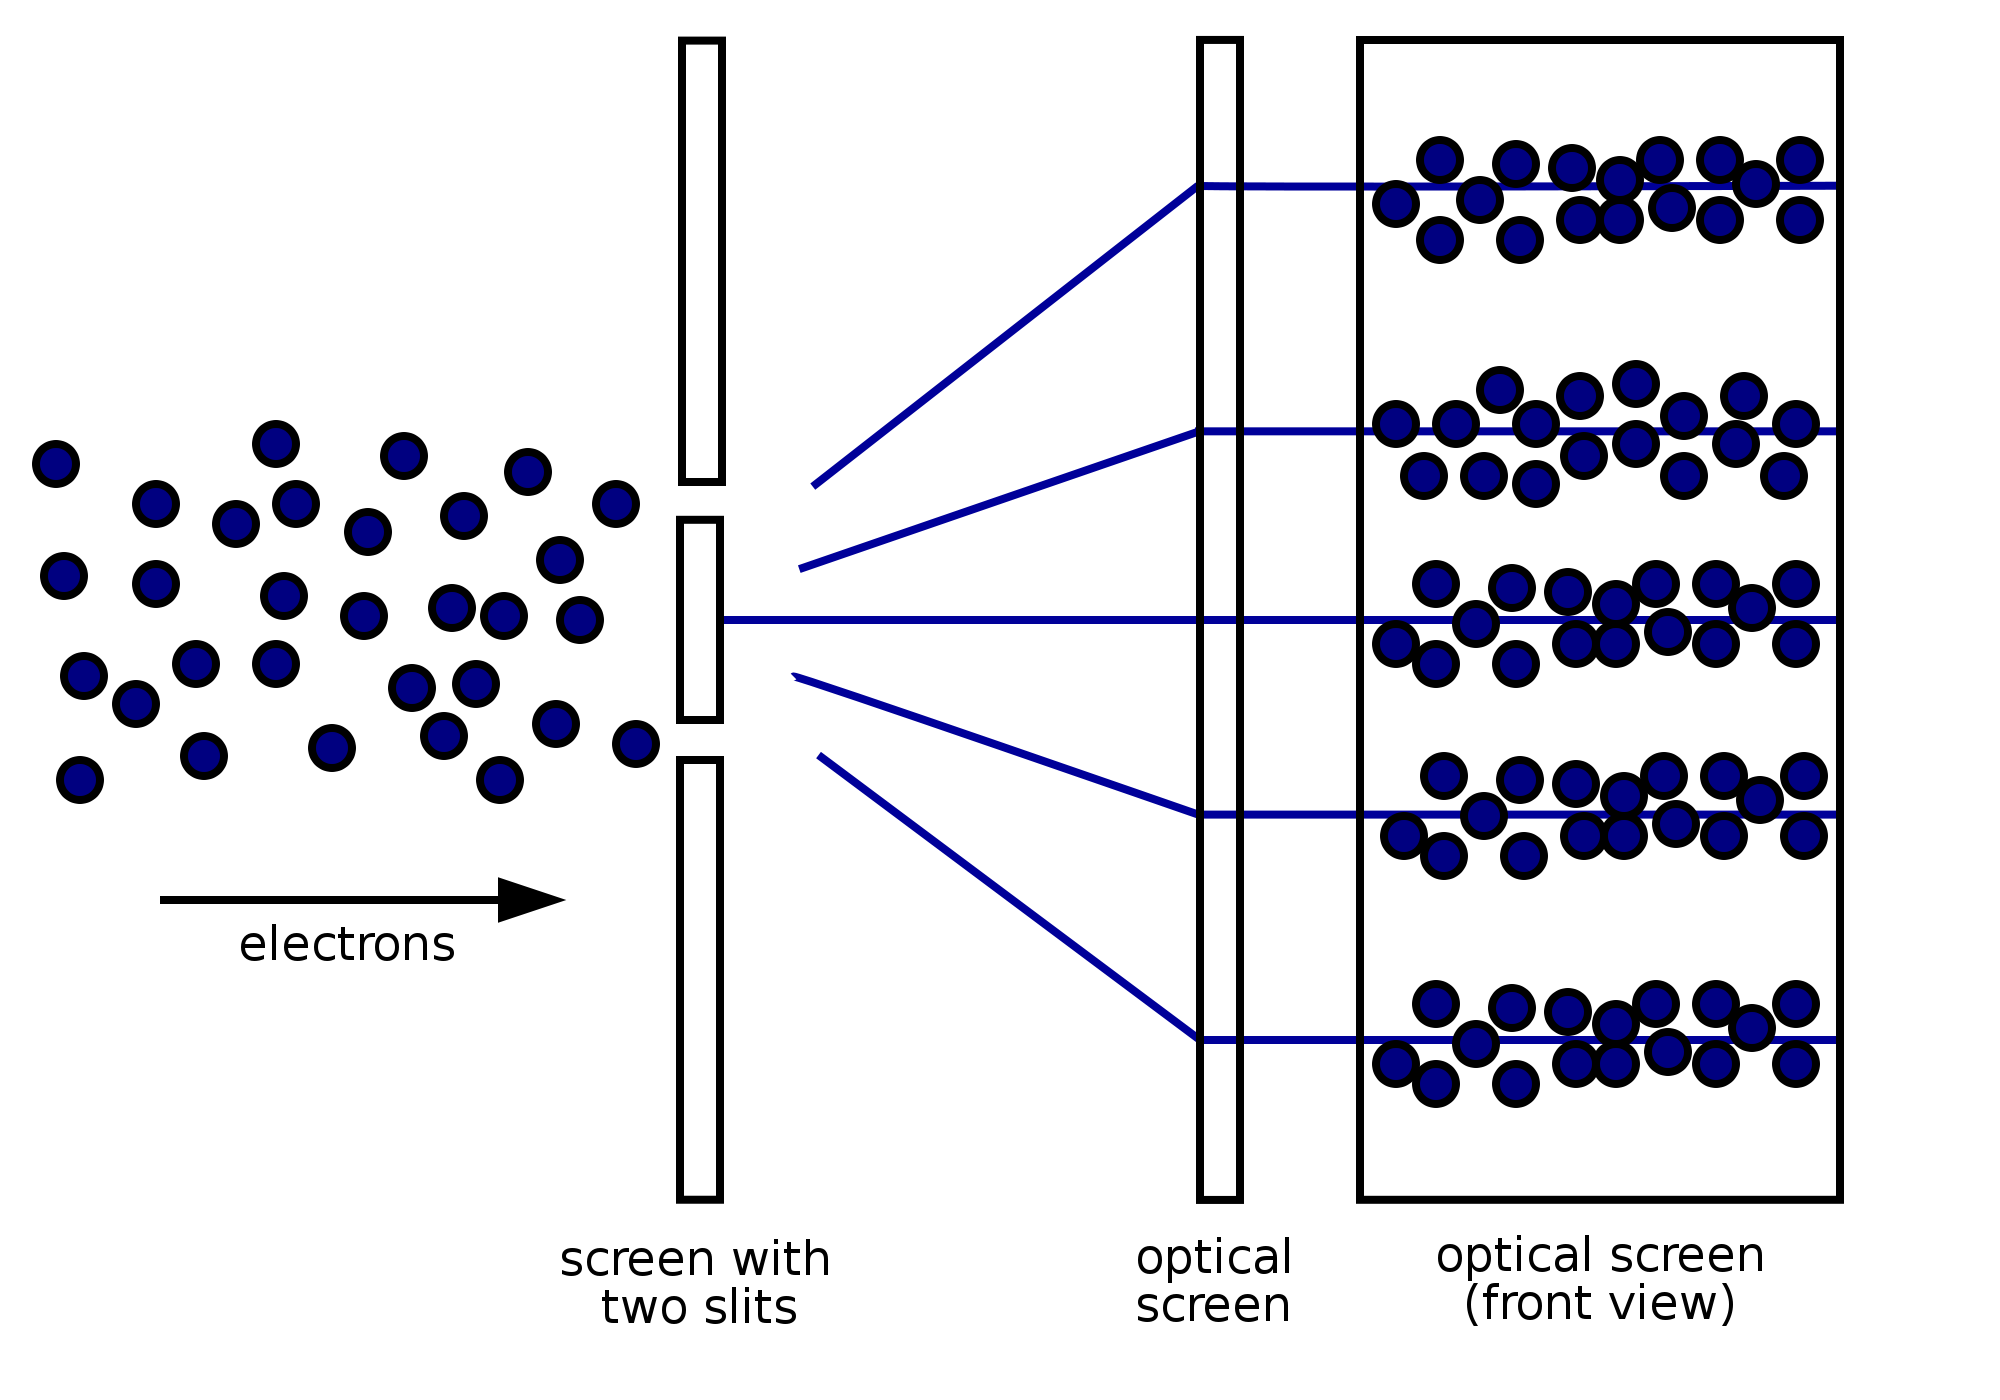 electrons
screen with
two slits
optical
screen
optical screen
(front view)